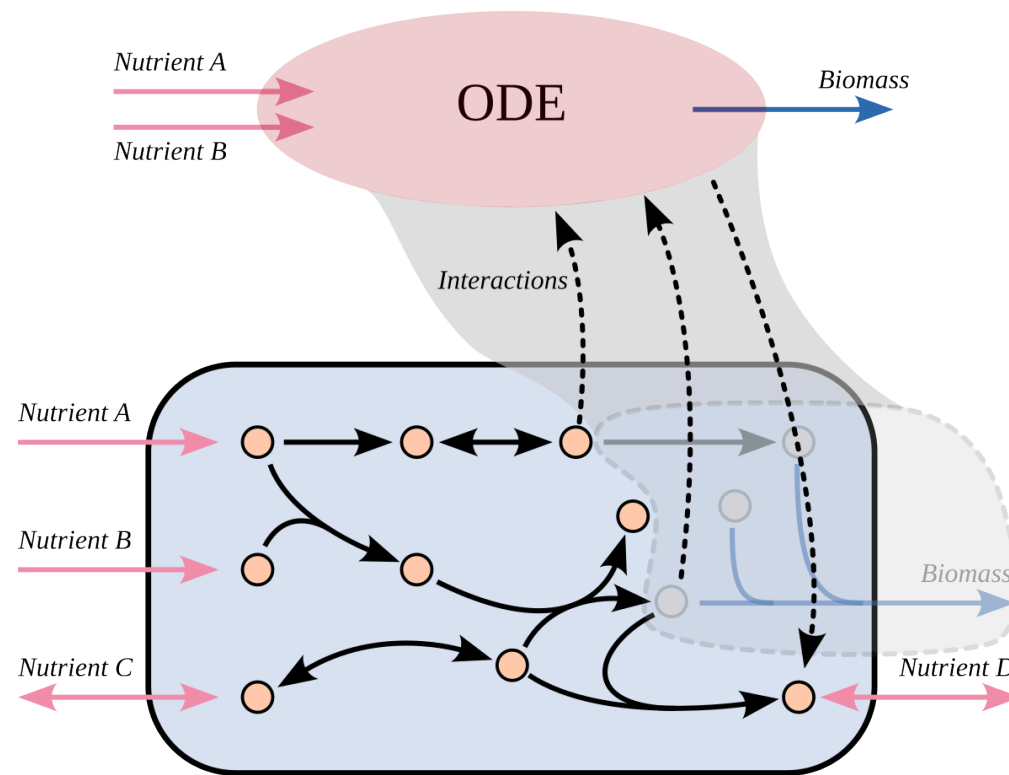 Nutrient A
ODE
Biomass
Nutrient B
Interactions
Nutrient A
Nutrient B
Biomass
Nutrient C
Nutrient D